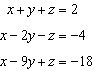 x + y + z = 2
x − 2y − z = −4
x − 9y + z = −18